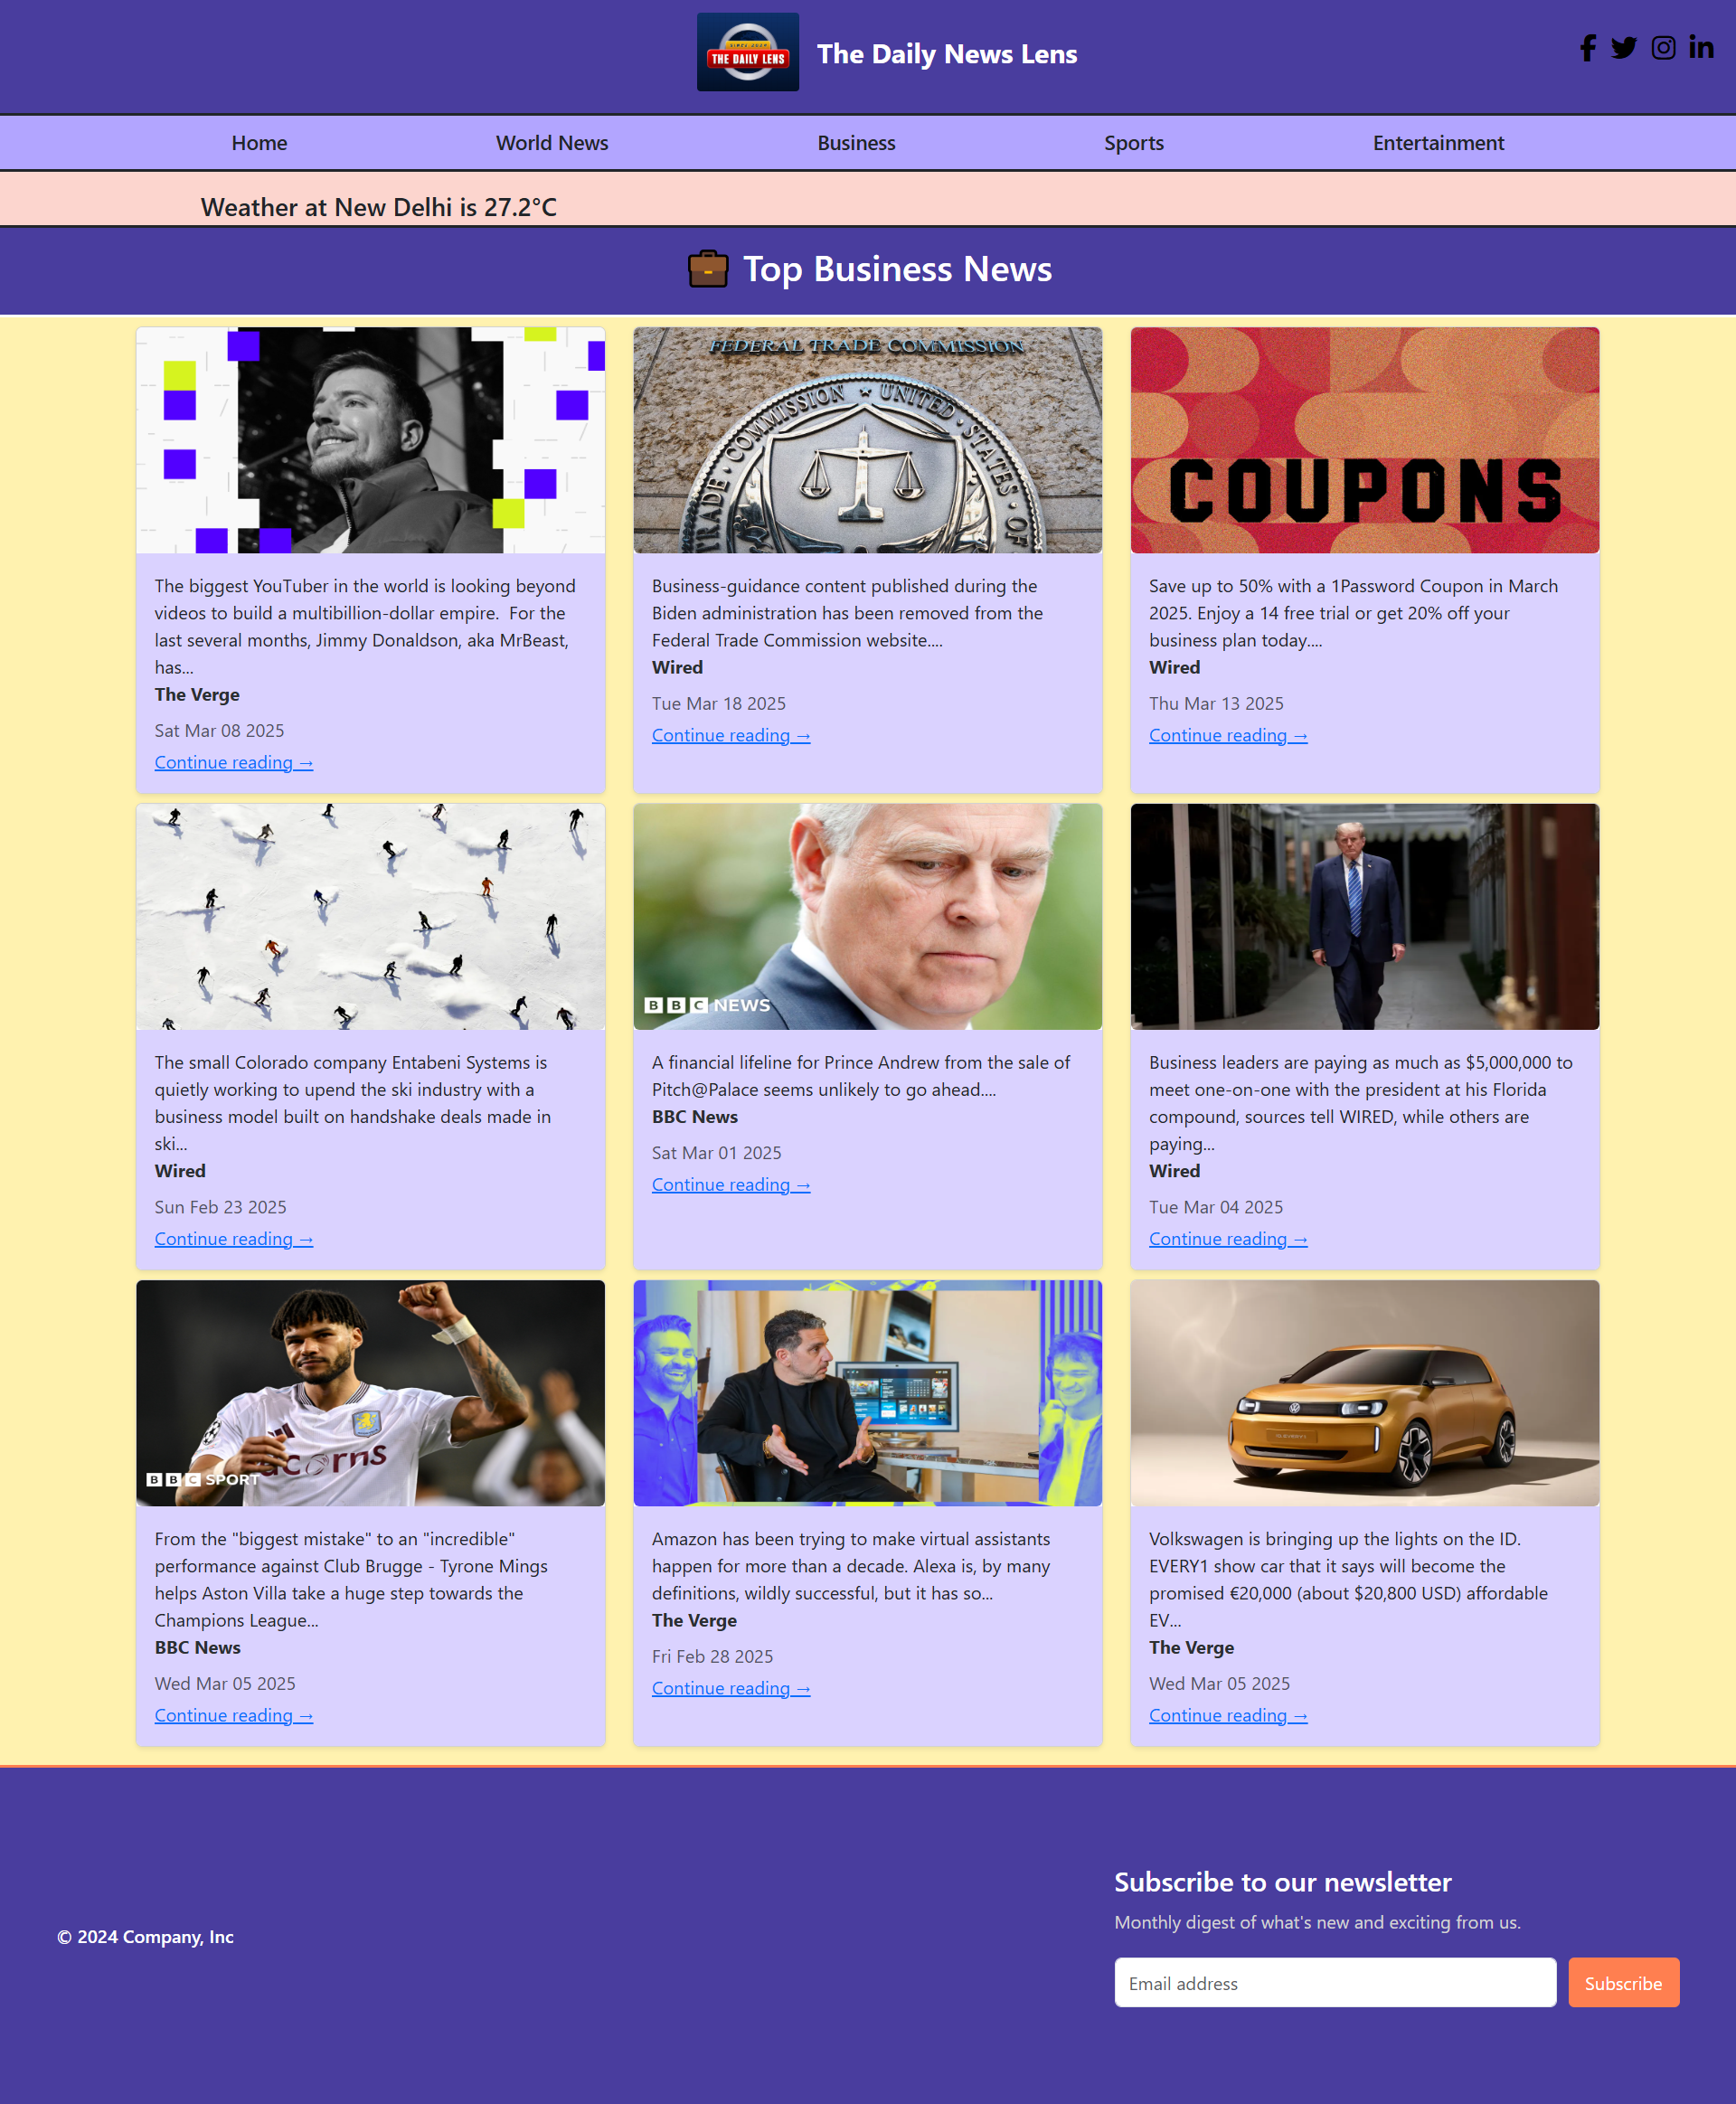 SINCE 2024
THE DAILY LENS
The Daily News Lens
Home
World News
Business
Sports
Entertainment
Weather at New Delhi is 27.2°C
Top Business News
The biggest YouTuber in the world is looking beyond
videos to build a multibillion-dollar empire. For the
last several months, Jimmy Donaldson, aka MrBeast,
has...
The Verge
Sat Mar 08 2025
Continue reading →
FEDERAL TRADE COMMISSION
TRADE · COMMISSION ★ UNITED · STATES · OF
Business-guidance content published during the
Biden administration has been removed from the
Federal Trade Commission website....
Wired
Tue Mar 18 2025
Continue reading →
COUPONS
Save up to 50% with a 1Password Coupon in March
2025. Enjoy a 14 free trial or get 20% off your
business plan today....
Wired
Thu Mar 13 2025
Continue reading →
The small Colorado company Entabeni Systems is
quietly working to upend the ski industry with a
business model built on handshake deals made in
ski...
Wired
Sun Feb 23 2025
Continue reading →
BBC NEWS
A financial lifeline for Prince Andrew from the sale of
Pitch@Palace seems unlikely to go ahead....
BBC News
Sat Mar 01 2025
Continue reading →
Business leaders are paying as much as $5,000,000 to
meet one-on-one with the president at his Florida
compound, sources tell WIRED, while others are
paying...
Wired
Tue Mar 04 2025
Continue reading →
acorns
BBC SPORT
From the "biggest mistake" to an "incredible"
performance against Club Brugge - Tyrone Mings
helps Aston Villa take a huge step towards the
Champions League...
BBC News
Wed Mar 05 2025
Continue reading →
Amazon has been trying to make virtual assistants
happen for more than a decade. Alexa is, by many
definitions, wildly successful, but it has so...
The Verge
Fri Feb 28 2025
Continue reading →
ID.EVERY1
Volkswagen is bringing up the lights on the ID.
EVERY1 show car that it says will become the
promised €20,000 (about $20,800 USD) affordable
EV...
The Verge
Wed Mar 05 2025
Continue reading →
© 2024 Company, Inc
Subscribe to our newsletter
Monthly digest of what's new and exciting from us.
Email address
Subscribe